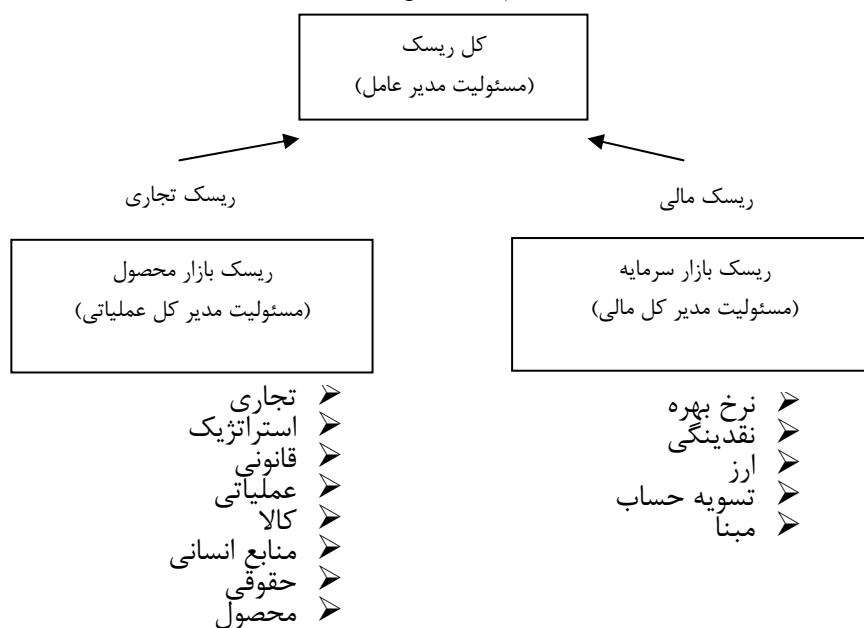 کل ریسک
(مسئولیت مدیر عامل)
ریسک مالی
ریسک تجاری
ریسک بازار سرمایه
(مسئولیت مدیر کل مالی)
نرخ بهره
نقدینگی
ارز
تسویه حساب
مبنا
ریسک بازار محصول
(مسئولیت مدیر کل عملیاتی)
تجاری
استراتژیک
قانونی
عملیاتی
کالا
منابع انسانی
حقوقی
محصول